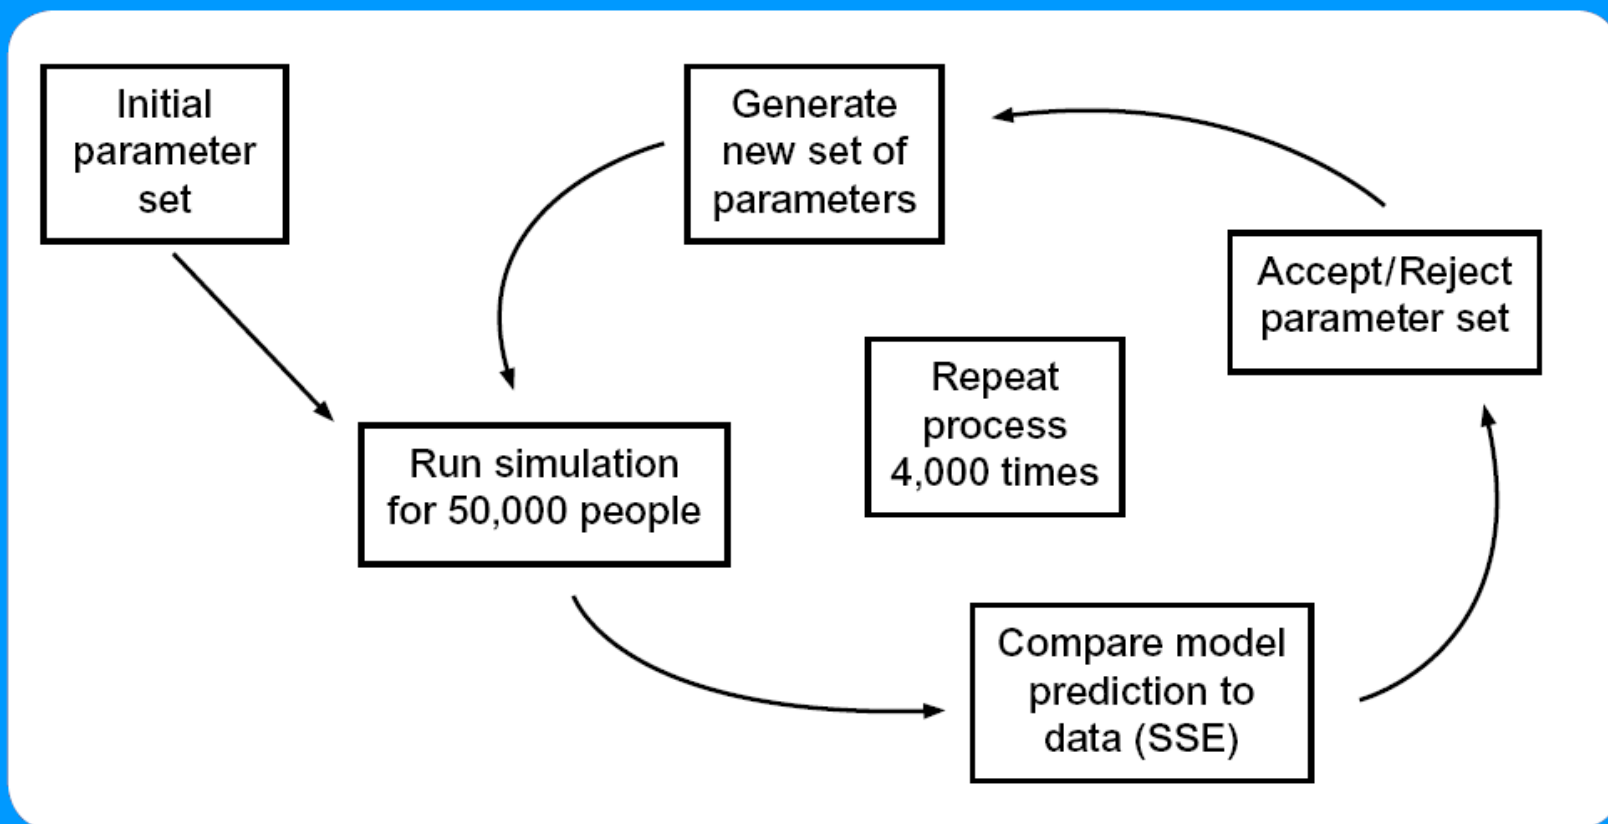 Initial
parameter
set
Generate
new set of
parameters
Accept/Reject
parameter set
Repeat
process
4,000 times
Run simulation
for 50,000 people
Compare model
prediction to
data (SSE)